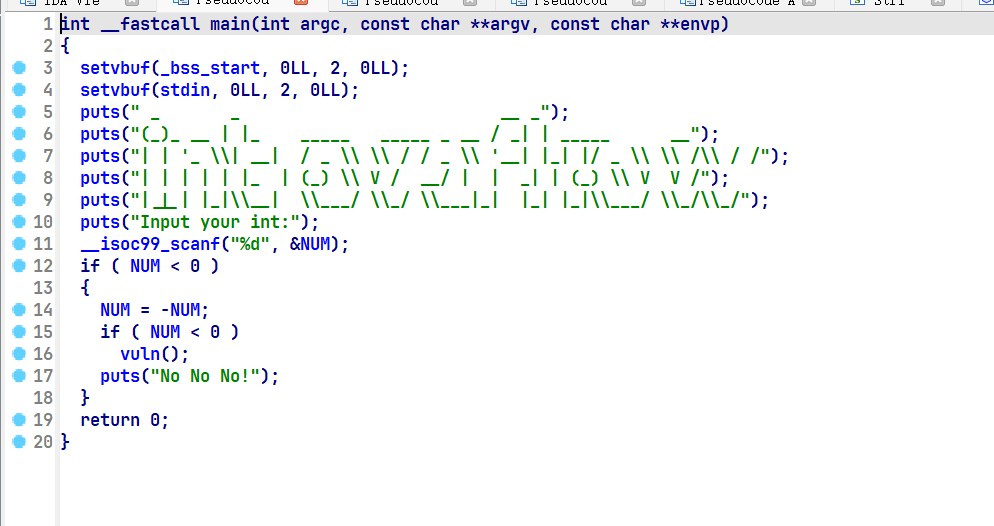 IDA Vie Pseudocod Pseudocod Pseudocod Pseudocod Pseudocode A Stri
1 int __fastcall main(int argc, const char **argv, const char **envp)
2 {
3   setvbuf(_bss_start, 0LL, 2, 0LL);
4   setvbuf(stdin, 0LL, 2, 0LL);
5   puts(" _       _                          __ _");
6   puts("(_)_ __ | |_     _____   _____ _ __ / _| | _____      __");
7   puts("| | '_ \\| __|  / _ \\ \\ / / _ \\ '__| |_| |/ _ \\ \\ /\\ / /");
8   puts("| | | | | |_  | (_) \\ V /  __/ |  |  _| | (_) \\ V  V /");
9   puts("|_|_| |_|\\__|  \\___/ \\_/ \\___|_|  |_| |_|\\___/ \\_/\\_/");
10   puts("Input your int:");
11   __isoc99_scanf("%d", &NUM);
12   if ( NUM < 0 )
13   {
14     NUM = -NUM;
15     if ( NUM < 0 )
16       vuln();
17     puts("No No No!");
18   }
19   return 0;
20 }